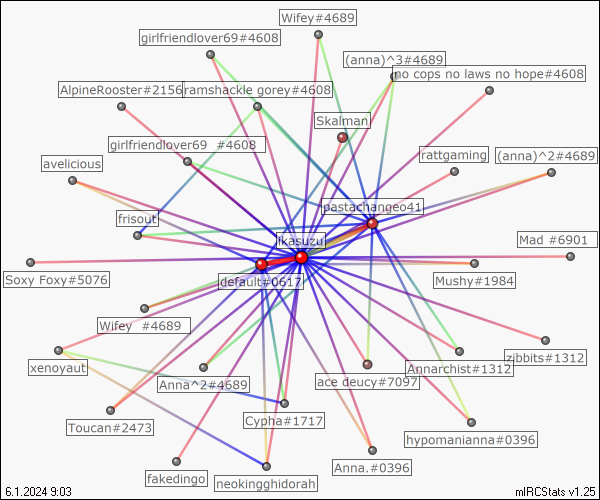 Wifey#4689
girlfriendlover69#4608
(anna)^3#4689
no cops no laws no hope#4608
AlpineRooster#2156
ramshackle gorey#4608
Skalman
girlfriendlover69_ #4608
rattgaming
(anna)^2#4689
avelicious
pastachangeo41
frisout
ikasuzu
Mad #6901
Soxy Foxy#5076
default#0617
Mushy#1984
Wifey_#4689
zibbits#1312
xenoyaut
Annarchist#1312
Anna^2#4689
ace deucy#7097
Cypha#1717
Toucan#2473
hypomanianna#0396
Anna.#0396
fakedingo
neokingghidorah
6.1.2024 9:03
mIRCStats v1.25